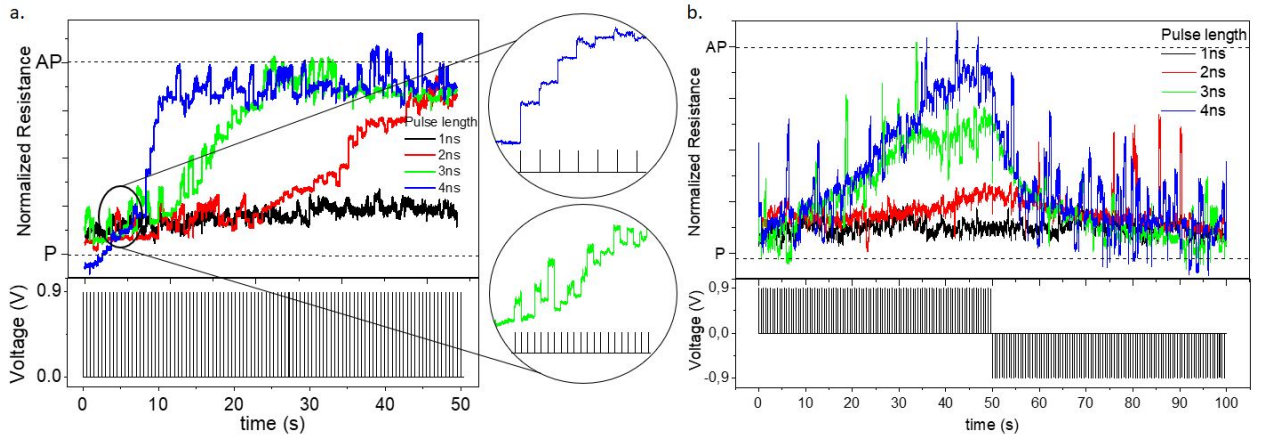 a.
AP
P
Normalized Resistance
Pulse length
1ns
2ns
3ns
4ns
0.9
0.0
Voltage (V)
0 10 20 30 40 50
time (s)
b.
AP
P
Normalized Resistance
Pulse length
1ns
2ns
3ns
4ns
0,9
0,0
-0,9
Voltage (V)
0 10 20 30 40 50 60 70 80 90 100
time (s)